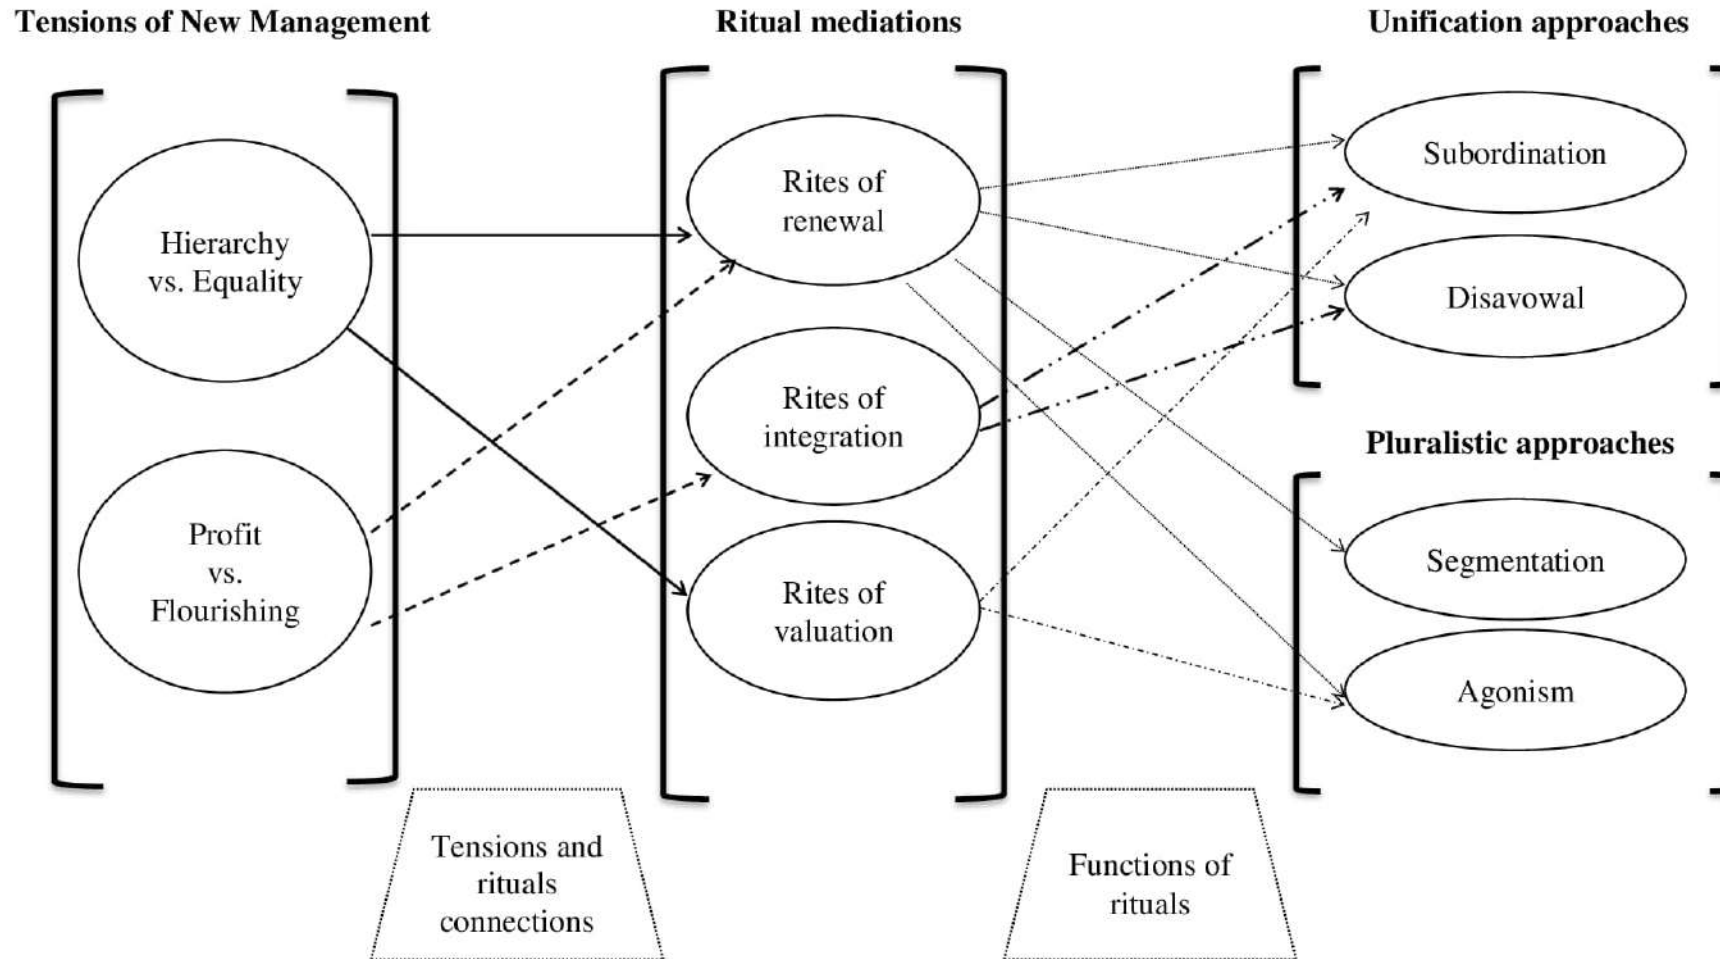 Tensions of New Management
Hierarchy
vs. Equality
Profit
vs.
Flourishing
Tensions and
rituals
connections
Ritual mediations
Rites of
renewal
Rites of
integration
Rites of
valuation
Functions of
rituals
Unification approaches
Subordination
Disavowal
Pluralistic approaches
Segmentation
Agonism